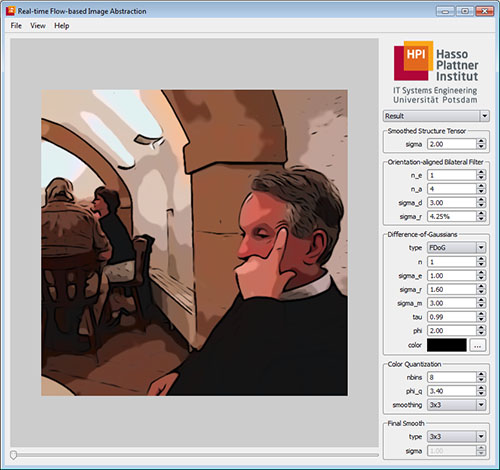 Real-time Flow-based Image Abstraction
File View Help
HPI Hasso
Plattner
Institut
IT Systems Engineering
Universität Potsdam
Result
Smoothed Structure Tensor
sigma 2.00
Orientation-aligned Bilateral Filter
n_e 1
n_a 4
sigma_d 3.00
sigma_r 4.25%
Difference-of-Gaussians
type FDoG
n 1
sigma_e 1.00
sigma_r 1.60
sigma_m 3.00
tau 0.99
phi 2.00
color ...
Color Quantization
nbins 8
phi_q 3.40
smoothing 3x3
Final Smooth
type 3x3
sigma 1.00